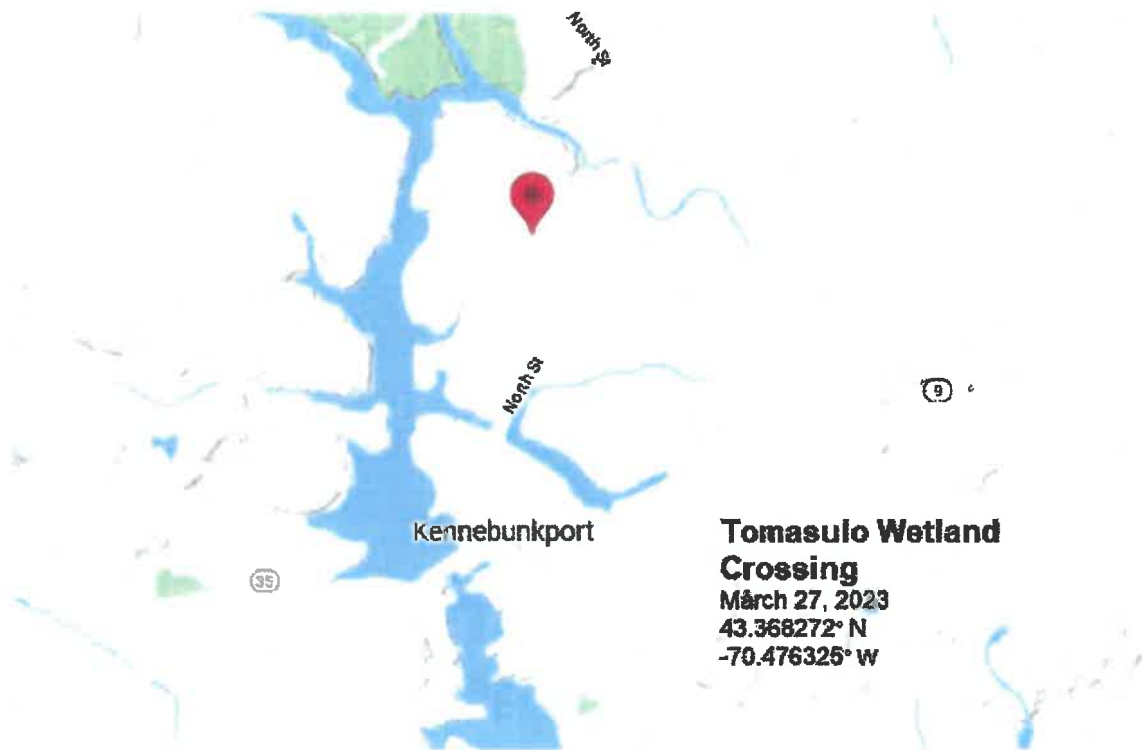 North St
North St
9
Kennebunkport
35
Tomasulo Wetland
Crossing
March 27, 2023
43.368272° N
-70.476325° W